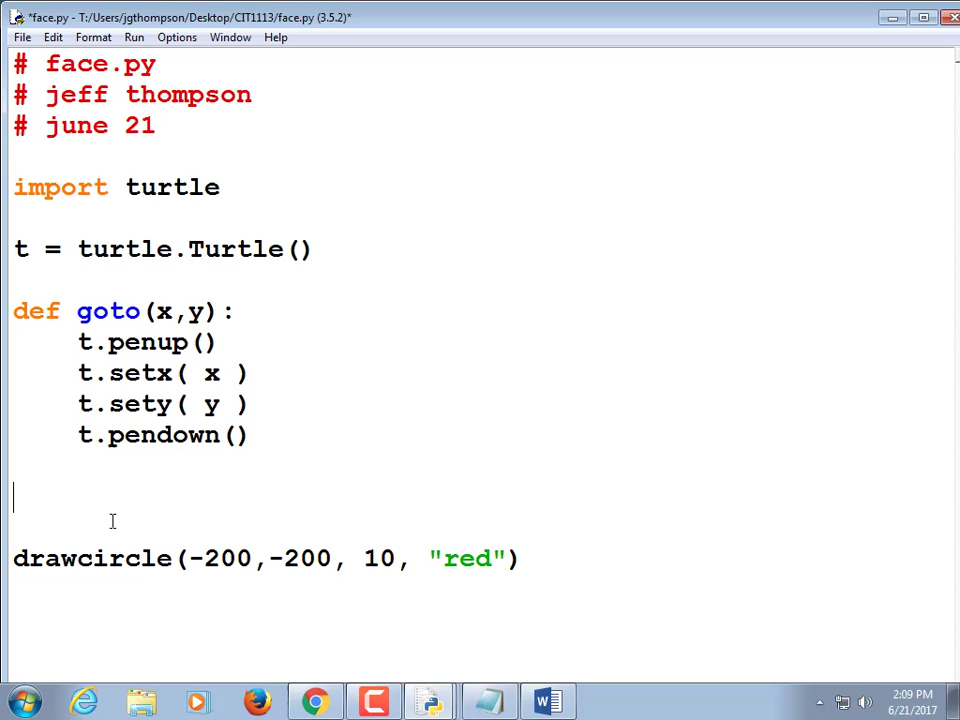 *face.py - T:/Users/jgthompson/Desktop/CIT1113/face.py (3.5.2)*
File Edit Format Run Options Window Help
# face.py
# jeff thompson
# june 21
import turtle
t = turtle.Turtle()
def goto(x,y):
    t.penup()
    t.setx( x )
    t.sety( y )
    t.pendown()
drawcircle(-200,-200, 10, "red")
2:09 PM
6/21/2017